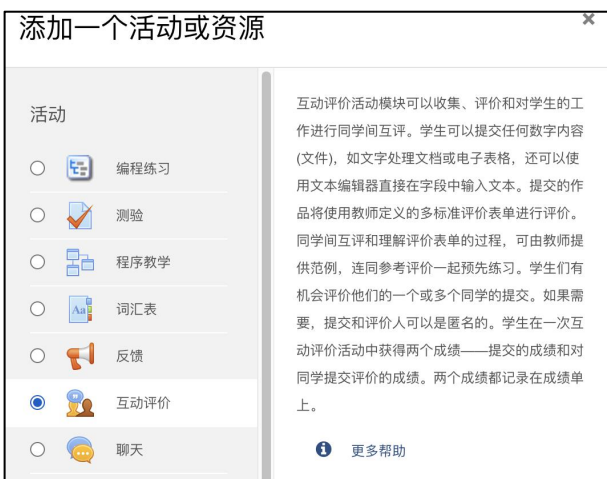 添加一个活动或资源
×
活动
编程练习
测验
程序教学
Aa
词汇表
反馈
互动评价
聊天
互动评价活动模块可以收集、评价和对学生的工
作进行同学间互评。学生可以提交任何数字内容
(文件)，如文字处理文档或电子表格，还可以使
用文本编辑器直接在字段中输入文本。提交的作
品将使用教师定义的多标准评价表单进行评价。
同学间互评和理解评价表单的过程，可由教师提
供范例，连同参考评价一起预先练习。学生们有
机会评价他们的一个或多个同学的提交。如果需
要，提交和评价人可以是匿名的。学生在一次互
动评价活动中获得两个成绩——提交的成绩和对
同学提交评价的成绩。两个成绩都记录在成绩单
上。
更多帮助